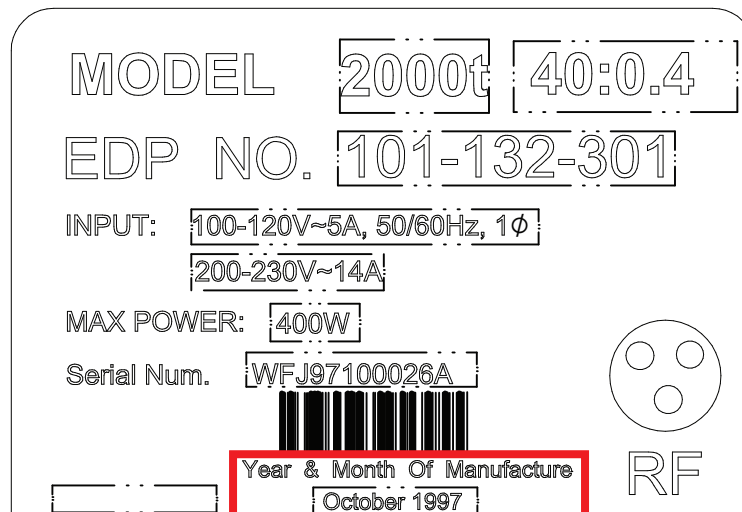 MODEL 2000t 40:0.4
EDP NO. 101-132-301
INPUT: 100-120V~5A, 50/60Hz, 1ϕ
200-230V~14A
MAX POWER: 400W
Serial Num. WFJ97100026A
Year & Month Of Manufacture
October 1997
RF